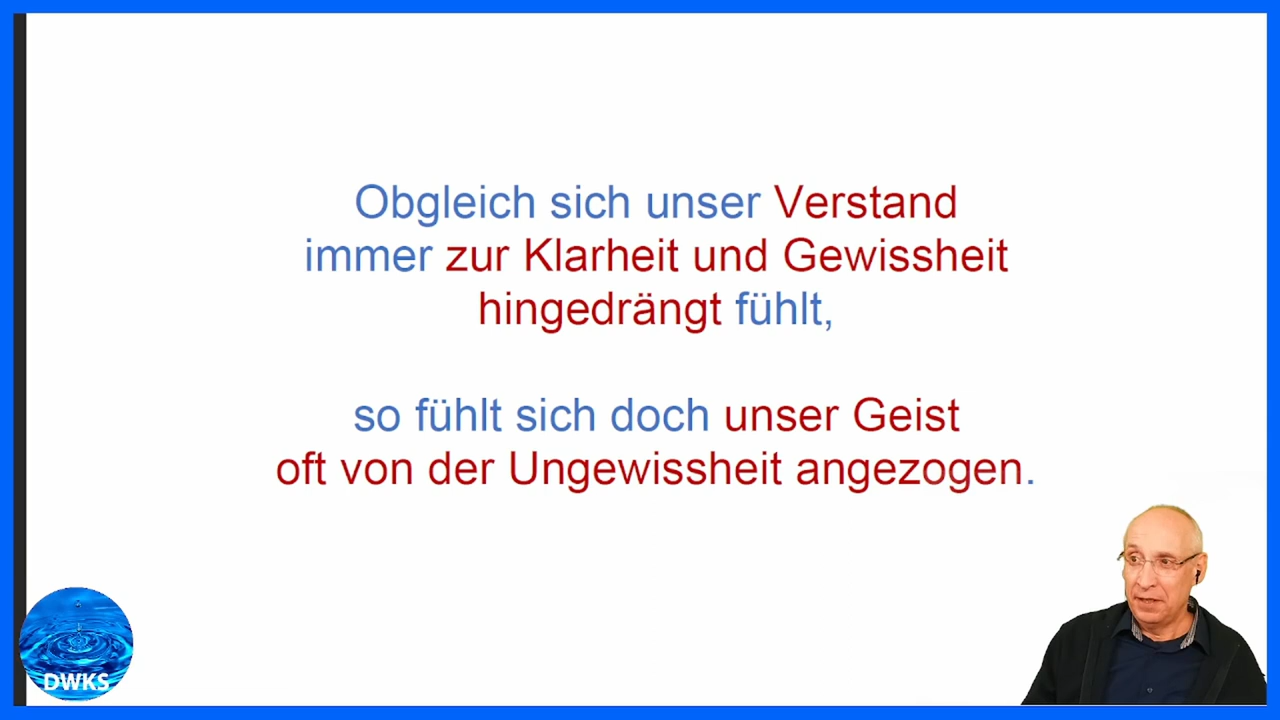 Obgleich sich unser Verstand
immer zur Klarheit und Gewissheit
hingedrängt fühlt,
so fühlt sich doch unser Geist
oft von der Ungewissheit angezogen.
DWKS